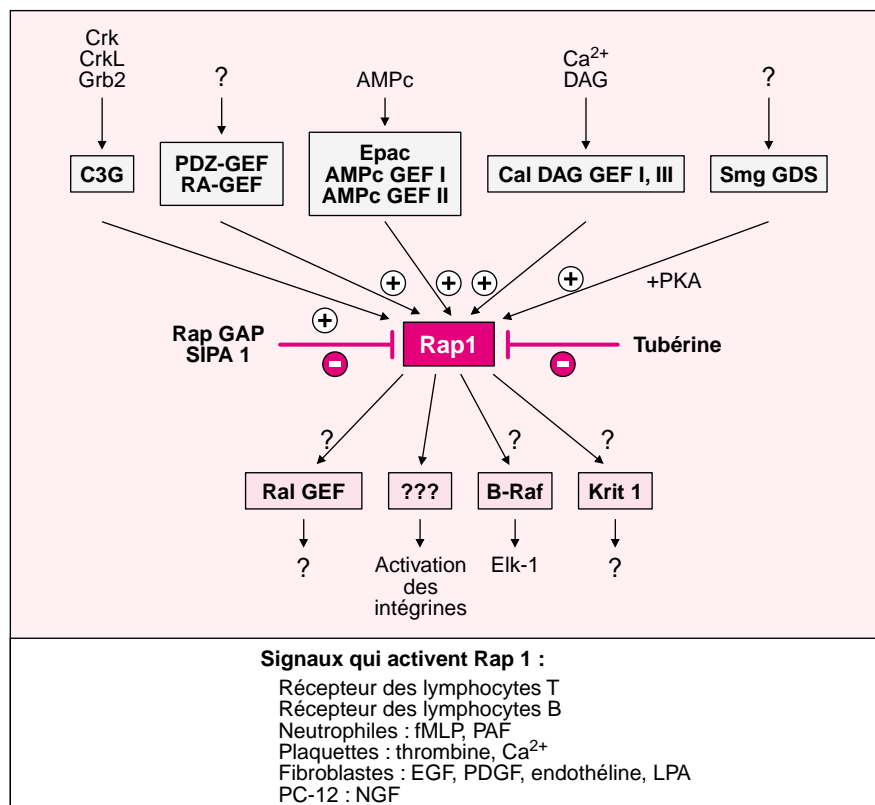 Crk
CrkL
Grb2
?
AMPc
Ca²⁺
DAG
?
C3G
PDZ-GEF
RA-GEF
Epac
AMPc GEF I
AMPc GEF II
Cal DAG GEF I, III
Smg GDS
+
+
+
+
+PKA
+
Rap GAP
SIPA 1
–
Rap1
–
Tubérine
?
?
?
Ral GEF
???
B-Raf
Krit 1
?
Activation
des
intégrines
Elk-1
?
Signaux qui activent Rap 1 :
Récepteur des lymphocytes T
Récepteur des lymphocytes B
Neutrophiles : fMLP, PAF
Plaquettes : thrombine, Ca²⁺
Fibroblastes : EGF, PDGF, endothéline, LPA
PC-12 : NGF